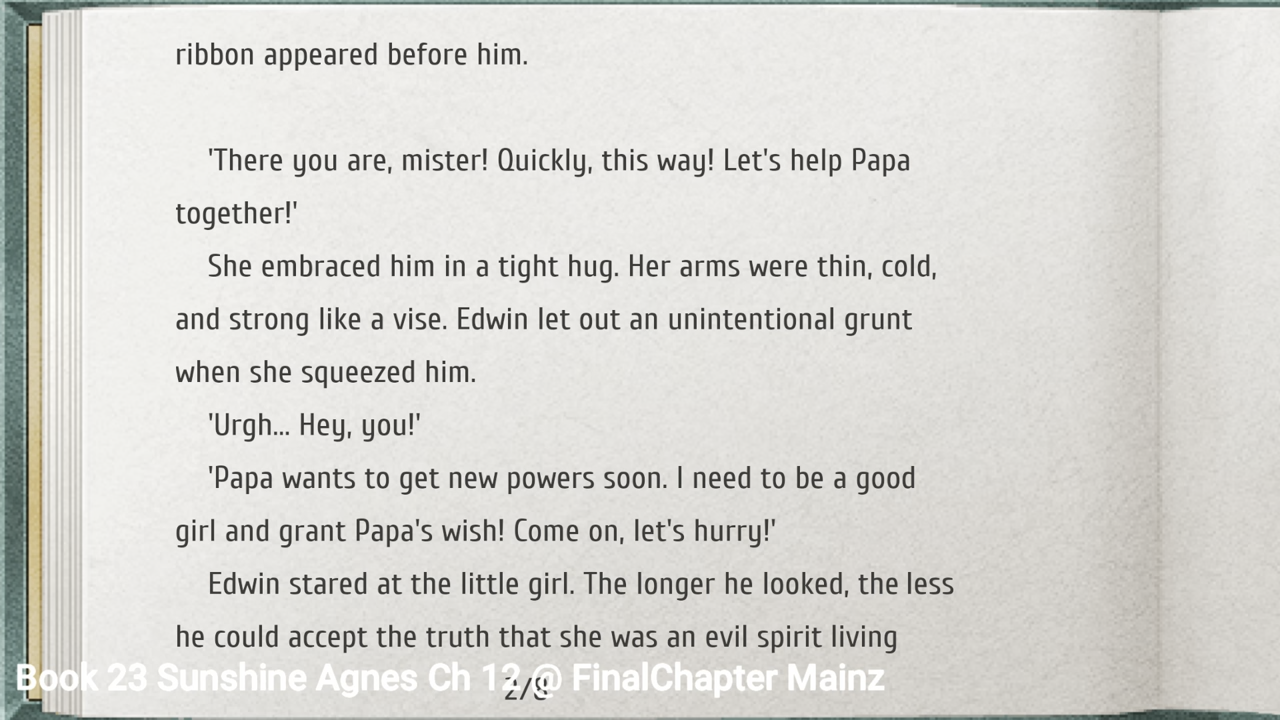 ribbon appeared before him.
'There you are, mister! Quickly, this way! Let's help Papa
together!'
She embraced him in a tight hug. Her arms were thin, cold,
and strong like a vise. Edwin let out an unintentional grunt
when she squeezed him.
'Urgh... Hey, you!'
'Papa wants to get new powers soon. I need to be a good
girl and grant Papa's wish! Come on, let's hurry!'
Edwin stared at the little girl. The longer he looked, the less
he could accept the truth that she was an evil spirit living
Book 23 Sunshine Agnes Ch 12 @ FinalChapter Mainz
2/8